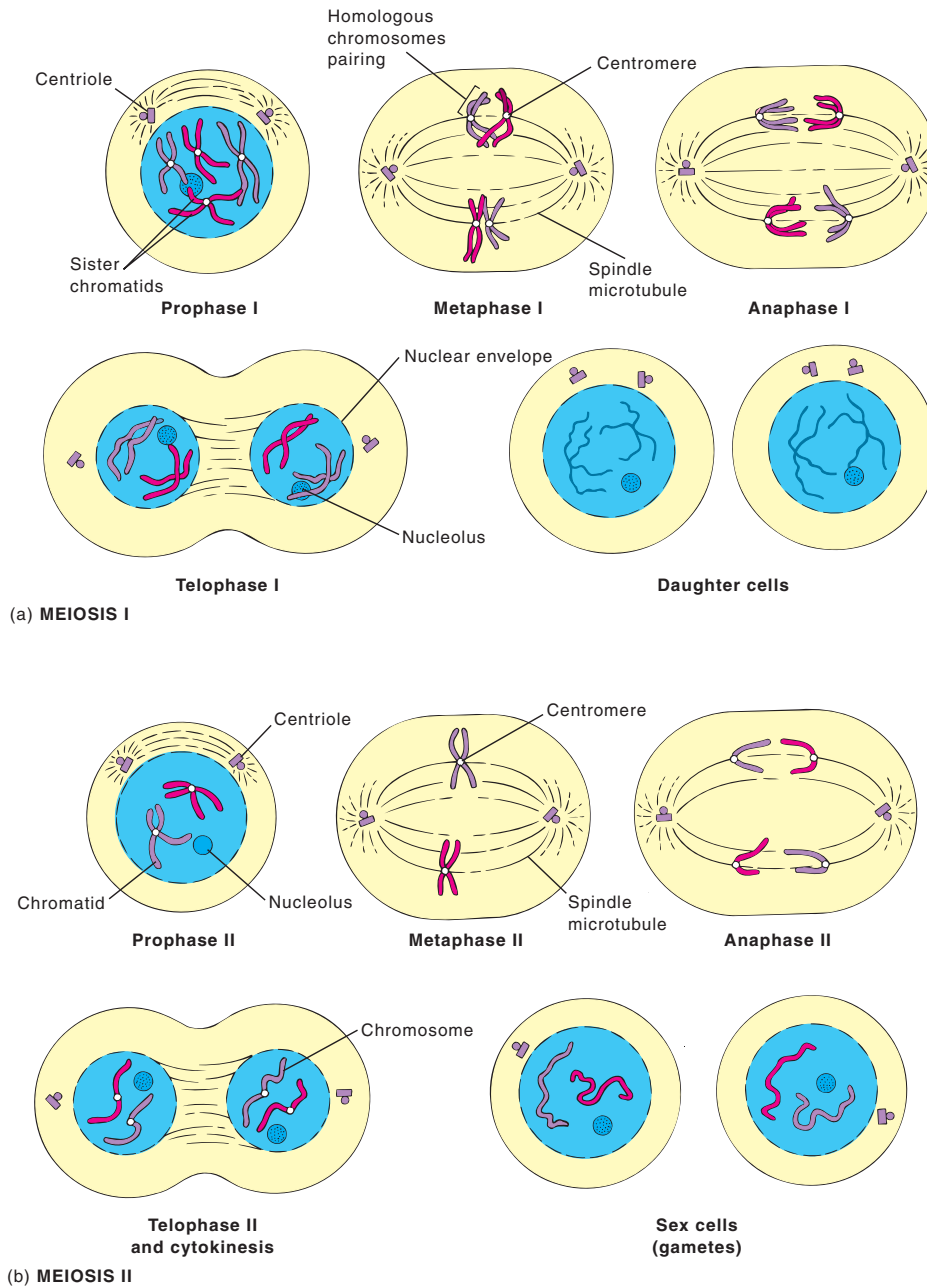 Homologous
chromosomes
pairing
Centriole
Centromere
Sister
chromatids
Spindle
microtubule
Prophase I
Metaphase I
Anaphase I
Nuclear envelope
Nucleolus
Telophase I
Daughter cells
(a) MEIOSIS I
Centriole
Centromere
Chromatid
Nucleolus
Spindle
microtubule
Prophase II
Metaphase II
Anaphase II
Chromosome
Telophase II
and cytokinesis
Sex cells
(gametes)
(b) MEIOSIS II